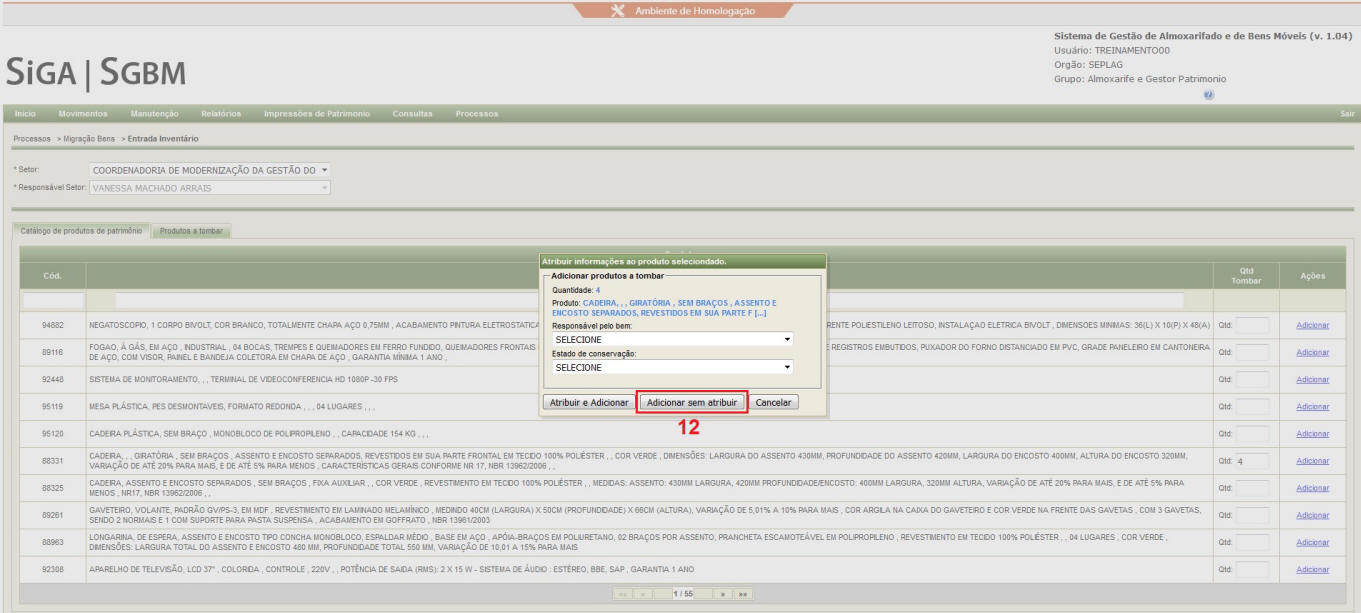 Ambiente de Homologação
SiGA | SGBM
Sistema de Gestão de Almoxarifado e de Bens Móveis (v. 1.04)
Usuário: TREINAMENTO00
Orgão: SEPLAG
Grupo: Almoxarife e Gestor Patrimonio
Inicio Movimentos Manutenção Relatórios Impressões de Patrimonio Consultas Processos Sair
Processos > Migração Bens > Entrada Inventário
* Setor: COORDENADORIA DE MODERNIZAÇÃO DA GESTÃO DO
* Responsável Setor: VANESSA MACHADO ARRAIS
Catálogo de produtos de patrimônio Produtos a tombar
Cód. Qtd Tombar Ações
Atribuir informações ao produto seleciondado.
Adicionar produtos a tombar
Quantidade: 4
Produto: CADEIRA, , , GIRATÓRIA , SEM BRAÇOS , ASSENTO E
ENCOSTO SEPARADOS, REVESTIDOS EM SUA PARTE F [...]
Responsável pelo bem:
SELECIONE
Estado de conservação:
SELECIONE
Atribuir e Adicionar Adicionar sem atribuir Cancelar
12
94882 NEGATOSCOPIO, 1 CORPO BIVOLT, COR BRANCO, TOTALMENTE CHAPA AÇO 0,75MM , ACABAMENTO PINTURA ELETROSTATICA RENTE POLIESTILENO LEITOSO, INSTALAÇAO ELETRICA BIVOLT , DIMENSOES MINIMAS: 36(L) X 10(P) X 48(A) Qtd: Adicionar
89116 FOGAO, À GÁS, EM AÇO , INDUSTRIAL , 04 BOCAS, TREMPES E QUEIMADORES EM FERRO FUNDIDO, QUEIMADORES FRONTAIS E REGISTROS EMBUTIDOS, PUXADOR DO FORNO DISTANCIADO EM PVC, GRADE PANELEIRO EM CANTONEIRA
DE AÇO, COM VISOR, PAINEL E BANDEJA COLETORA EM CHAPA DE AÇO , GARANTIA MÍNIMA 1 ANO , Qtd: Adicionar
92448 SISTEMA DE MONITORAMENTO, , , TERMINAL DE VIDEOCONFERENCIA HD 1080P -30 FPS Qtd: Adicionar
95119 MESA PLÁSTICA, PES DESMONTAVEIS, FORMATO REDONDA , , , 04 LUGARES , , , Qtd: Adicionar
95120 CADEIRA PLÁSTICA, SEM BRAÇO , MONOBLOCO DE POLIPROPILENO , , CAPACIDADE 154 KG , , , Qtd: Adicionar
88331 CADEIRA, , , GIRATÓRIA , SEM BRAÇOS , ASSENTO E ENCOSTO SEPARADOS, REVESTIDOS EM SUA PARTE FRONTAL EM TECIDO 100% POLIÉSTER , , COR VERDE , DIMENSÕES: LARGURA DO ASSENTO 430MM, PROFUNDIDADE DO ASSENTO 420MM, LARGURA DO ENCOSTO 400MM, ALTURA DO ENCOSTO 320MM,
VARIAÇÃO DE ATÉ 20% PARA MAIS, E DE ATÉ 5% PARA MENOS , CARACTERÍSTICAS GERAIS CONFORME NR 17, NBR 13962/2006 , , Qtd: 4 Adicionar
88325 CADEIRA, ASSENTO E ENCOSTO SEPARADOS , SEM BRAÇOS , FIXA AUXILIAR , , COR VERDE , REVESTIMENTO EM TECIDO 100% POLIÉSTER , , MEDIDAS: ASSENTO: 430MM LARGURA, 420MM PROFUNDIDADE/ENCOSTO: 400MM LARGURA, 320MM ALTURA, VARIAÇÃO DE ATÉ 20% PARA MAIS, E DE ATÉ 5% PARA
MENOS , NR17, NBR 13962/2006 , , Qtd: Adicionar
89261 GAVETEIRO, VOLANTE, PADRÃO GV/PS-3, EM MDF , REVESTIMENTO EM LAMINADO MELAMÍNICO , MEDINDO 40CM (LARGURA) X 50CM (PROFUNDIDADE) X 66CM (ALTURA), VARIAÇÃO DE 5,01% A 10% PARA MAIS , COR ARGILA NA CAIXA DO GAVETEIRO E COR VERDE NA FRENTE DAS GAVETAS , COM 3 GAVETAS,
SENDO 2 NORMAIS E 1 COM SUPORTE PARA PASTA SUSPENSA , ACABAMENTO EM GOFFRATO , NBR 13961/2003 Qtd: Adicionar
88963 LONGARINA, DE ESPERA, ASSENTO E ENCOSTO TIPO CONCHA MONOBLOCO, ESPALDAR MÉDIO , BASE EM AÇO , APÓIA-BRAÇOS EM POLIURETANO, 02 BRAÇOS POR ASSENTO, PRANCHETA ESCAMOTEÁVEL EM POLIPROPILENO , REVESTIMENTO EM TECIDO 100% POLIÉSTER , , 04 LUGARES , COR VERDE ,
DIMENSÕES: LARGURA TOTAL DO ASSENTO E ENCOSTO 460 MM, PROFUNDIDADE TOTAL 550 MM, VARIAÇÃO DE 10,01 A 15% PARA MAIS Qtd: Adicionar
92308 APARELHO DE TELEVISÃO, LCD 37" , COLORIDA , CONTROLE , 220V , , POTÊNCIA DE SAIDA (RMS): 2 X 15 W - SISTEMA DE ÁUDIO : ESTÉREO, BBE, SAP , GARANTIA 1 ANO Qtd: Adicionar
«« « 1 / 55 » »»